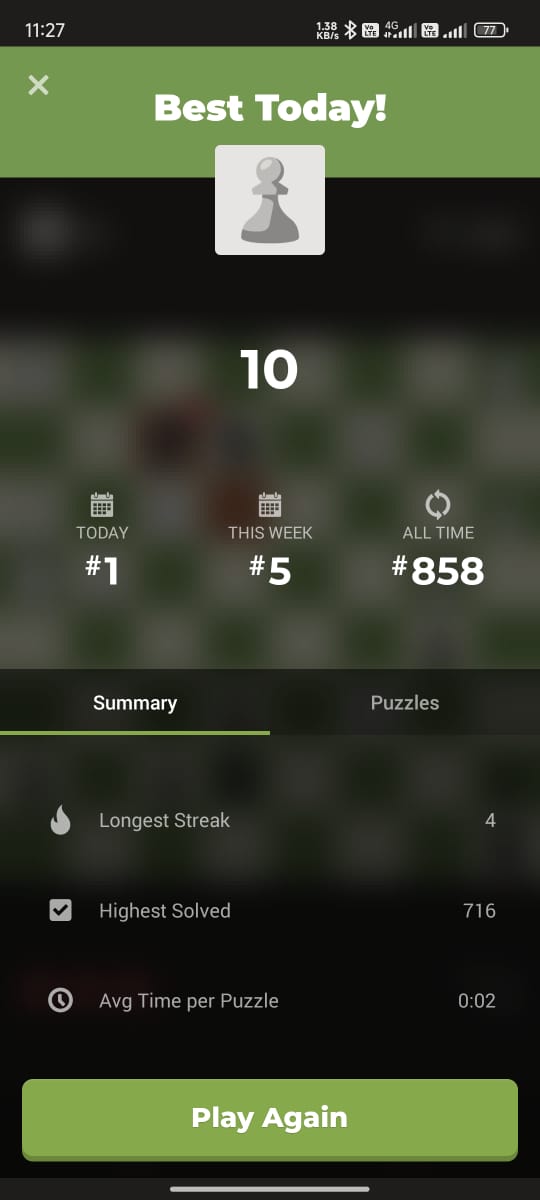 11:27
1.38 KB/s Vo LTE 4G Vo LTE 77
Best Today!
10
TODAY THIS WEEK ALL TIME
#1 #5 #858
Summary Puzzles
Longest Streak 4
Highest Solved 716
Avg Time per Puzzle 0:02
Play Again